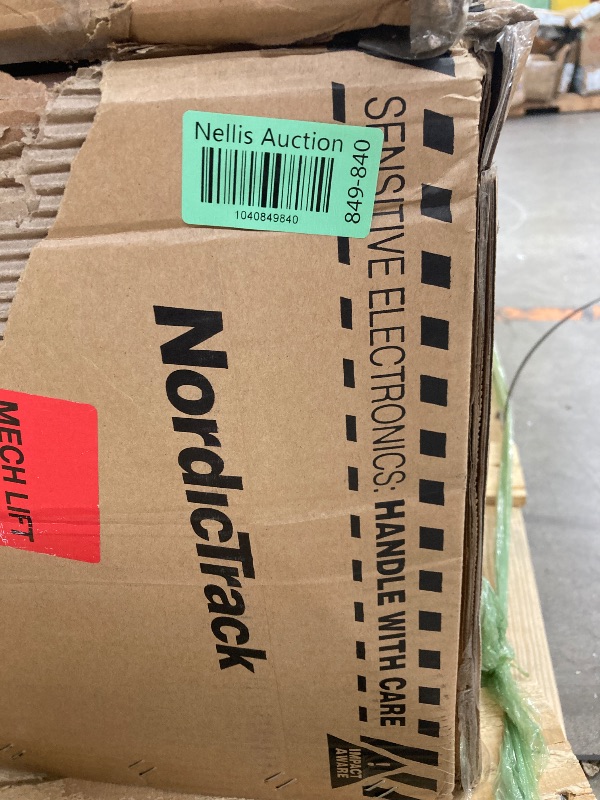 Nellis Auction
1040849840
849-840
SENSITIVE ELECTRONICS: HANDLE WITH CARE
NordicTrack
MECH LIFT
IMPACT
AWARE